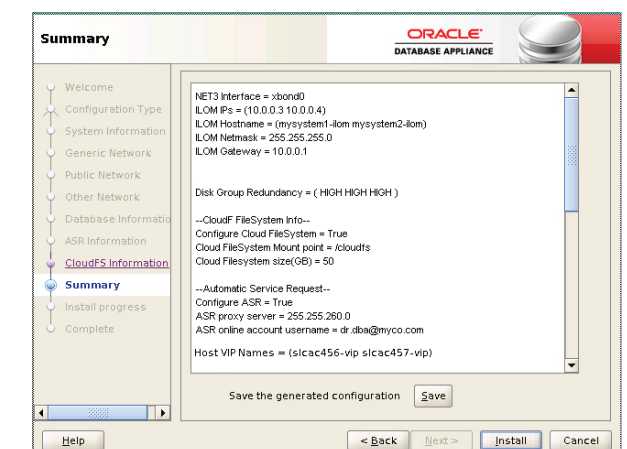 Summary
ORACLE
DATABASE APPLIANCE
Welcome
Configuration Type
System Information
Generic Network
Public Network
Other Network
Database Informatio
ASR Information
CloudFS Information
Summary
Install progress
Complete
NET3 Interface = xbond0
ILOM IPs = (10.0.0.3 10.0.0.4)
ILOM Hostname = (mysystem1-ilom mysystem2-ilom)
ILOM Netmask = 255.255.255.0
ILOM Gateway = 10.0.0.1
Disk Group Redundancy = ( HIGH HIGH HIGH )
--CloudF FileSystem Info--
Configure Cloud FileSystem = True
Cloud FileSystem Mount point = /cloudfs
Cloud Filesystem size(GB) = 50
--Automatic Service Request--
Configure ASR = True
ASR proxy server = 255.255.260.0
ASR online account username = dr.dba@myco.com
Host VIP Names = (slcac456-vip slcac457-vip)
Save the generated configuration Save
Help < Back Next > Install Cancel